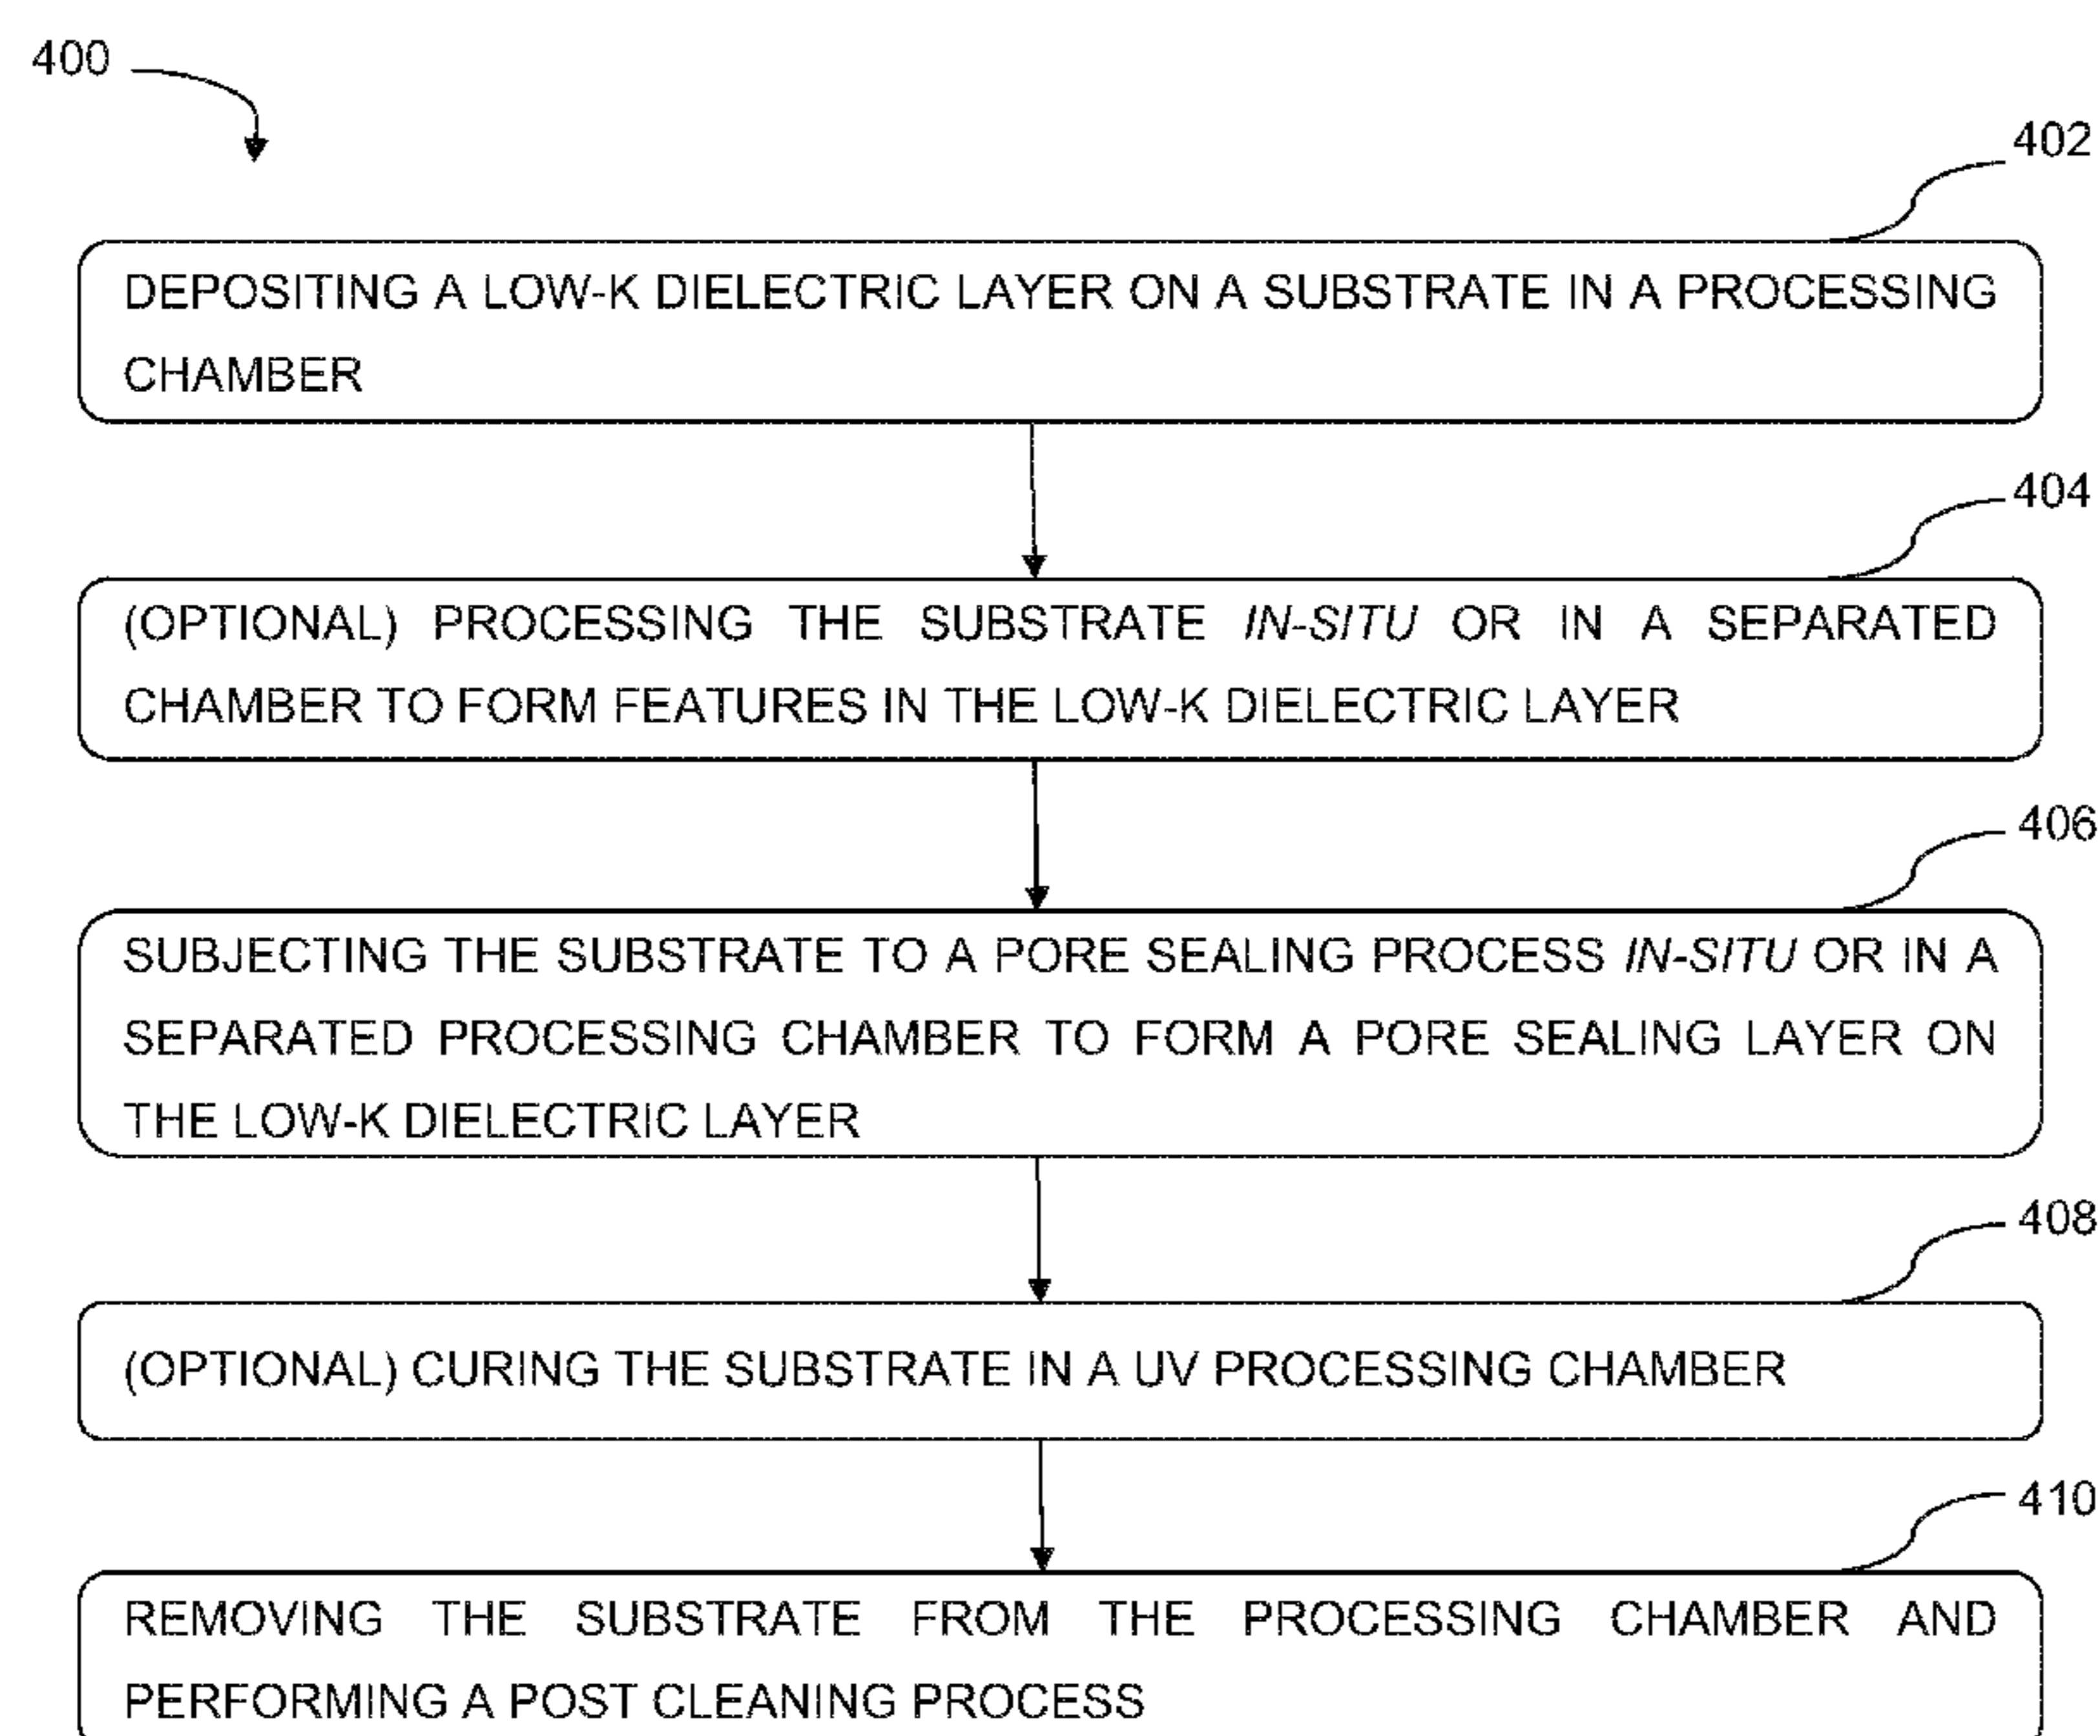 400
402
DEPOSITING A LOW-K DIELECTRIC LAYER ON A SUBSTRATE IN A PROCESSING
CHAMBER
404
(OPTIONAL) PROCESSING THE SUBSTRATE IN-SITU OR IN A SEPARATED
CHAMBER TO FORM FEATURES IN THE LOW-K DIELECTRIC LAYER
406
SUBJECTING THE SUBSTRATE TO A PORE SEALING PROCESS IN-SITU OR IN A
SEPARATED PROCESSING CHAMBER TO FORM A PORE SEALING LAYER ON
THE LOW-K DIELECTRIC LAYER
408
(OPTIONAL) CURING THE SUBSTRATE IN A UV PROCESSING CHAMBER
410
REMOVING THE SUBSTRATE FROM THE PROCESSING CHAMBER AND
PERFORMING A POST CLEANING PROCESS